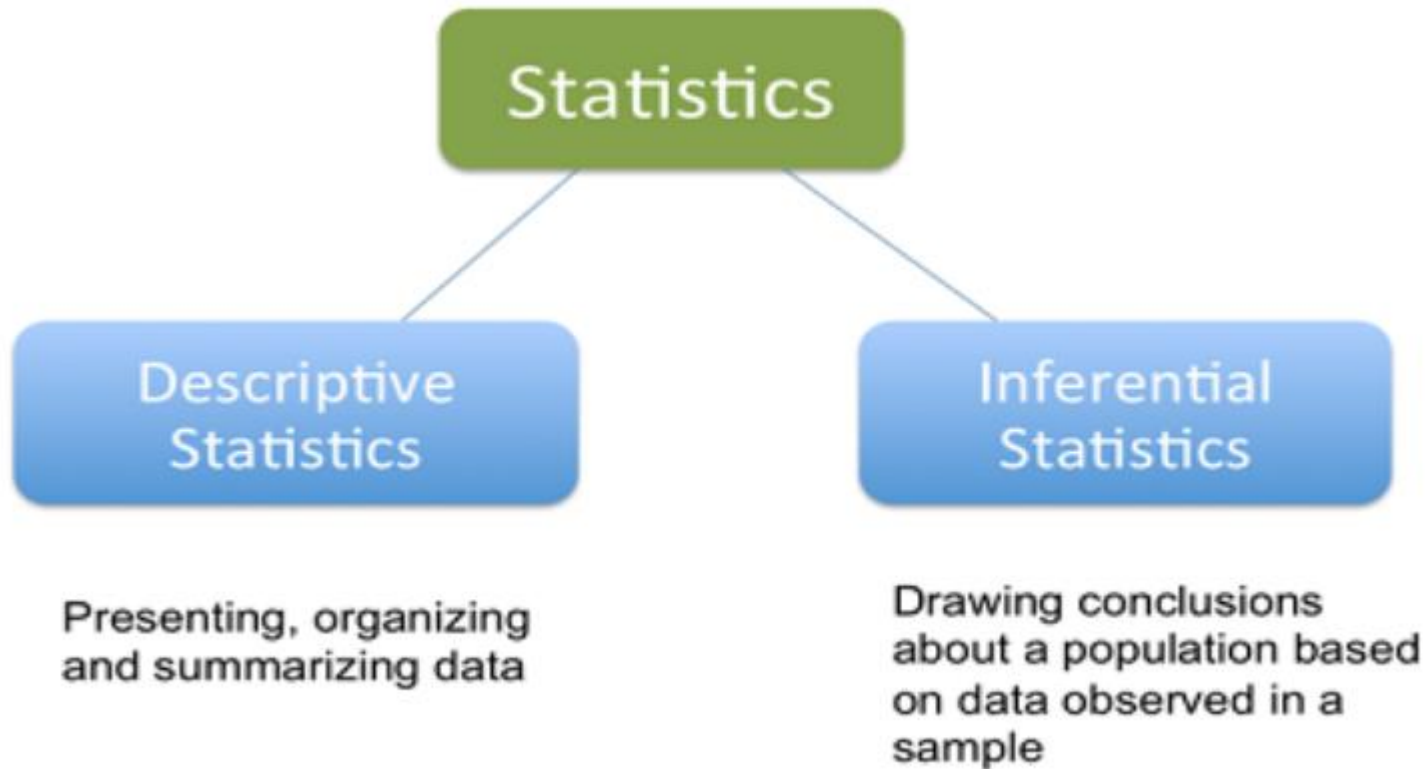 Statistics
Descriptive
Statistics
Inferential
Statistics
Presenting, organizing
and summarizing data
Drawing conclusions
about a population based
on data observed in a
sample